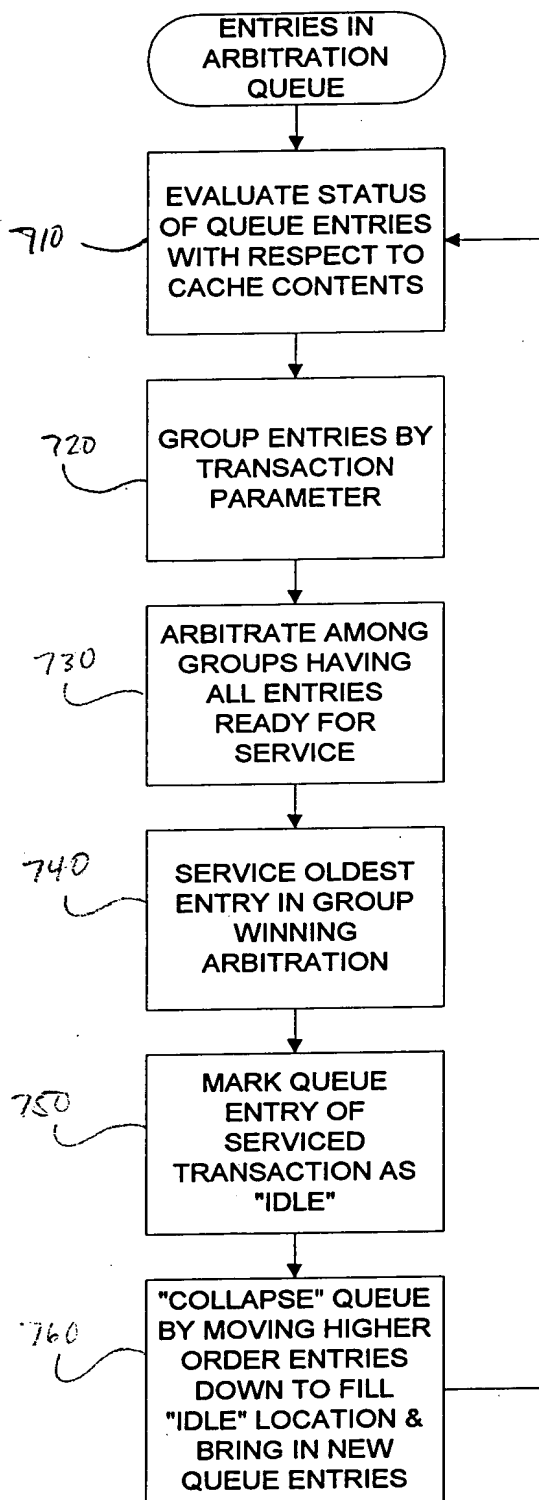 ENTRIES IN
ARBITRATION
QUEUE
710
EVALUATE STATUS
OF QUEUE ENTRIES
WITH RESPECT TO
CACHE CONTENTS
720
GROUP ENTRIES BY
TRANSACTION
PARAMETER
730
ARBITRATE AMONG
GROUPS HAVING
ALL ENTRIES
READY FOR
SERVICE
740
SERVICE OLDEST
ENTRY IN GROUP
WINNING
ARBITRATION
750
MARK QUEUE
ENTRY OF
SERVICED
TRANSACTION AS
"IDLE"
760
"COLLAPSE" QUEUE
BY MOVING HIGHER
ORDER ENTRIES
DOWN TO FILL
"IDLE" LOCATION &
BRING IN NEW
QUEUE ENTRIES